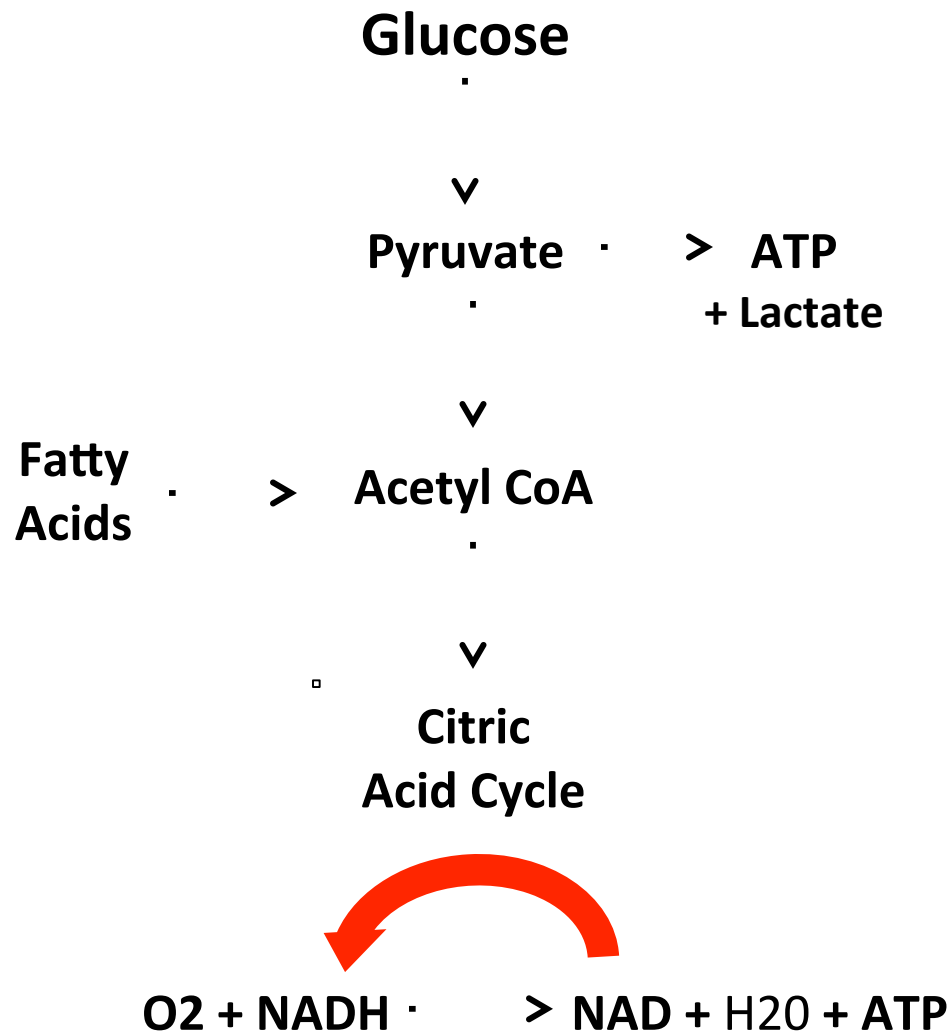 Glucose
Pyruvate > ATP
+ Lactate
Fatty
Acids > Acetyl CoA
Citric
Acid Cycle
O2 + NADH > NAD + H20 + ATP